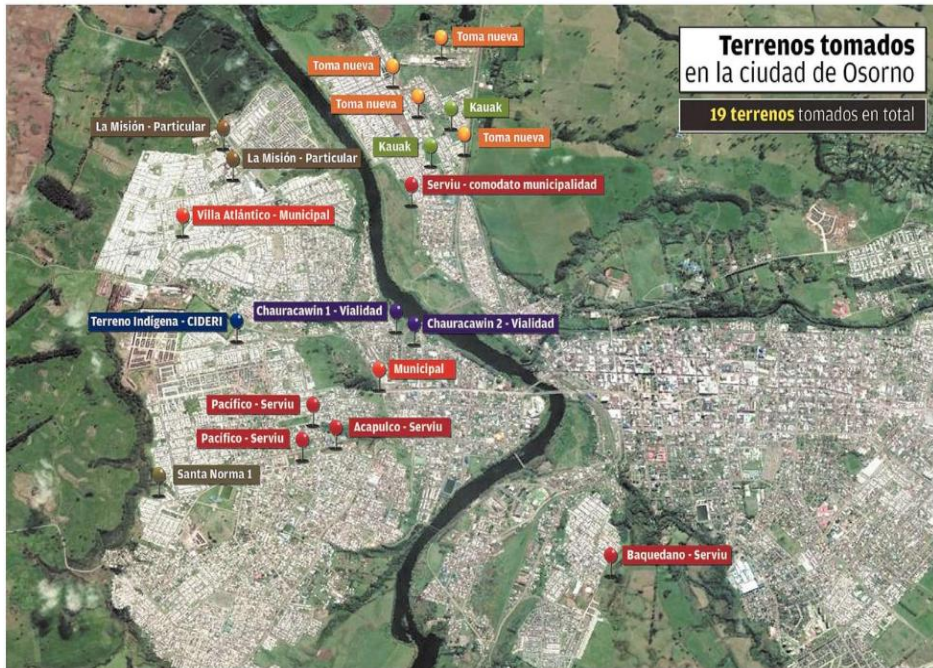 Terrenos tomados
en la ciudad de Osorno
19 terrenos tomados en total
Toma nueva
Toma nueva
Toma nueva
Kauak
La Misión - Particular
Toma nueva
Kauak
La Misión - Particular
Serviu - comodato municipalidad
Villa Atlántico - Municipal
Chauracawin 1 - Vialidad
Terreno Indígena - CIDERI
Chauracawin 2 - Vialidad
Municipal
Pacífico - Serviu
Acapulco - Serviu
Pacífico - Serviu
Santa Norma 1
Baquedano - Serviu